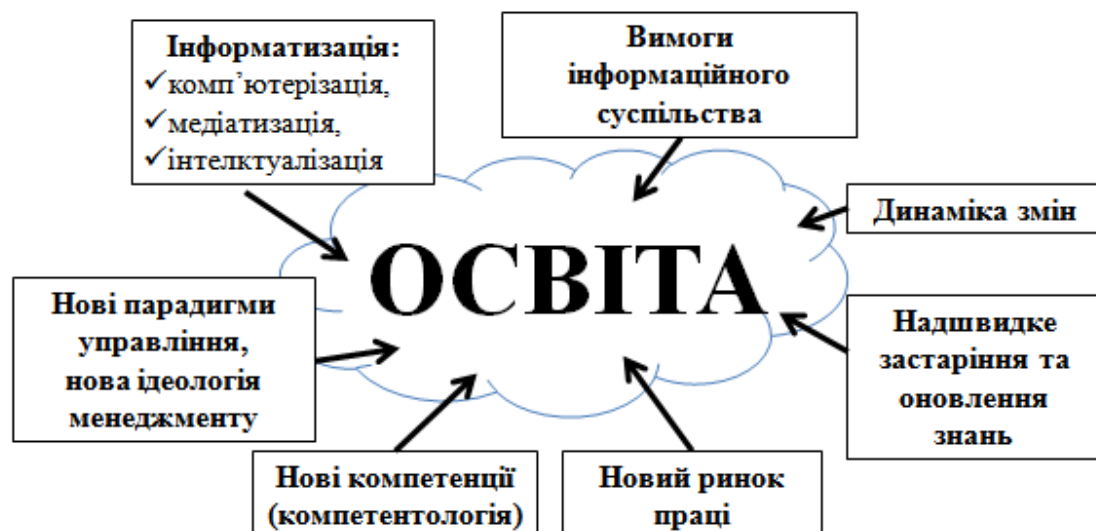 Інформатизація:
✓комп’ютерізація,
✓медіатизація,
✓інтелктуалізація
Вимоги
інформаційного
суспільства
Динаміка змін
ОСВІТА
Нові парадигми
управління,
нова ідеологія
менеджменту
Надшвидке
застаріння та
оновлення
знань
Нові компетенції
(компетентологія)
Новий ринок
праці